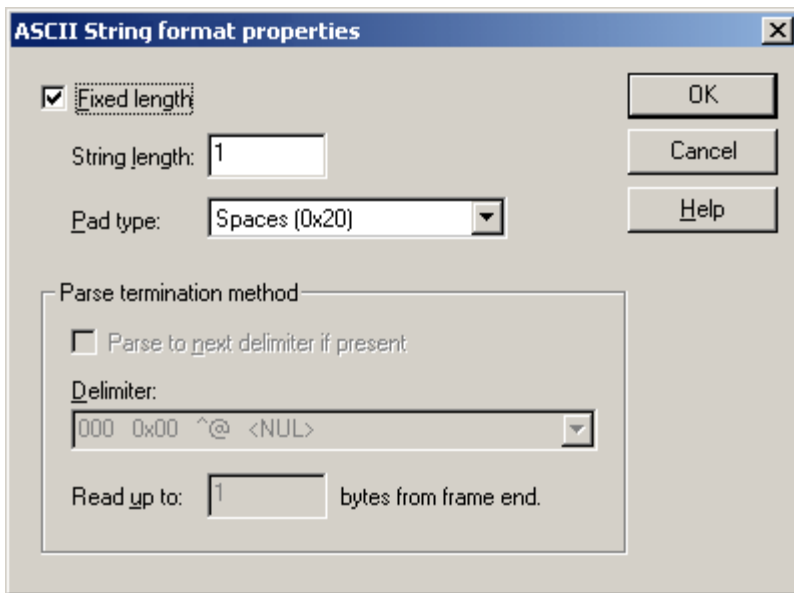 ASCII String format properties
Fixed length
OK
String length: 1
Cancel
Pad type: Spaces (0x20)
Help
Parse termination method
Parse to next delimiter if present
Delimiter:
000 0x00 ^@ <NUL>
Read up to: 1 bytes from frame end.